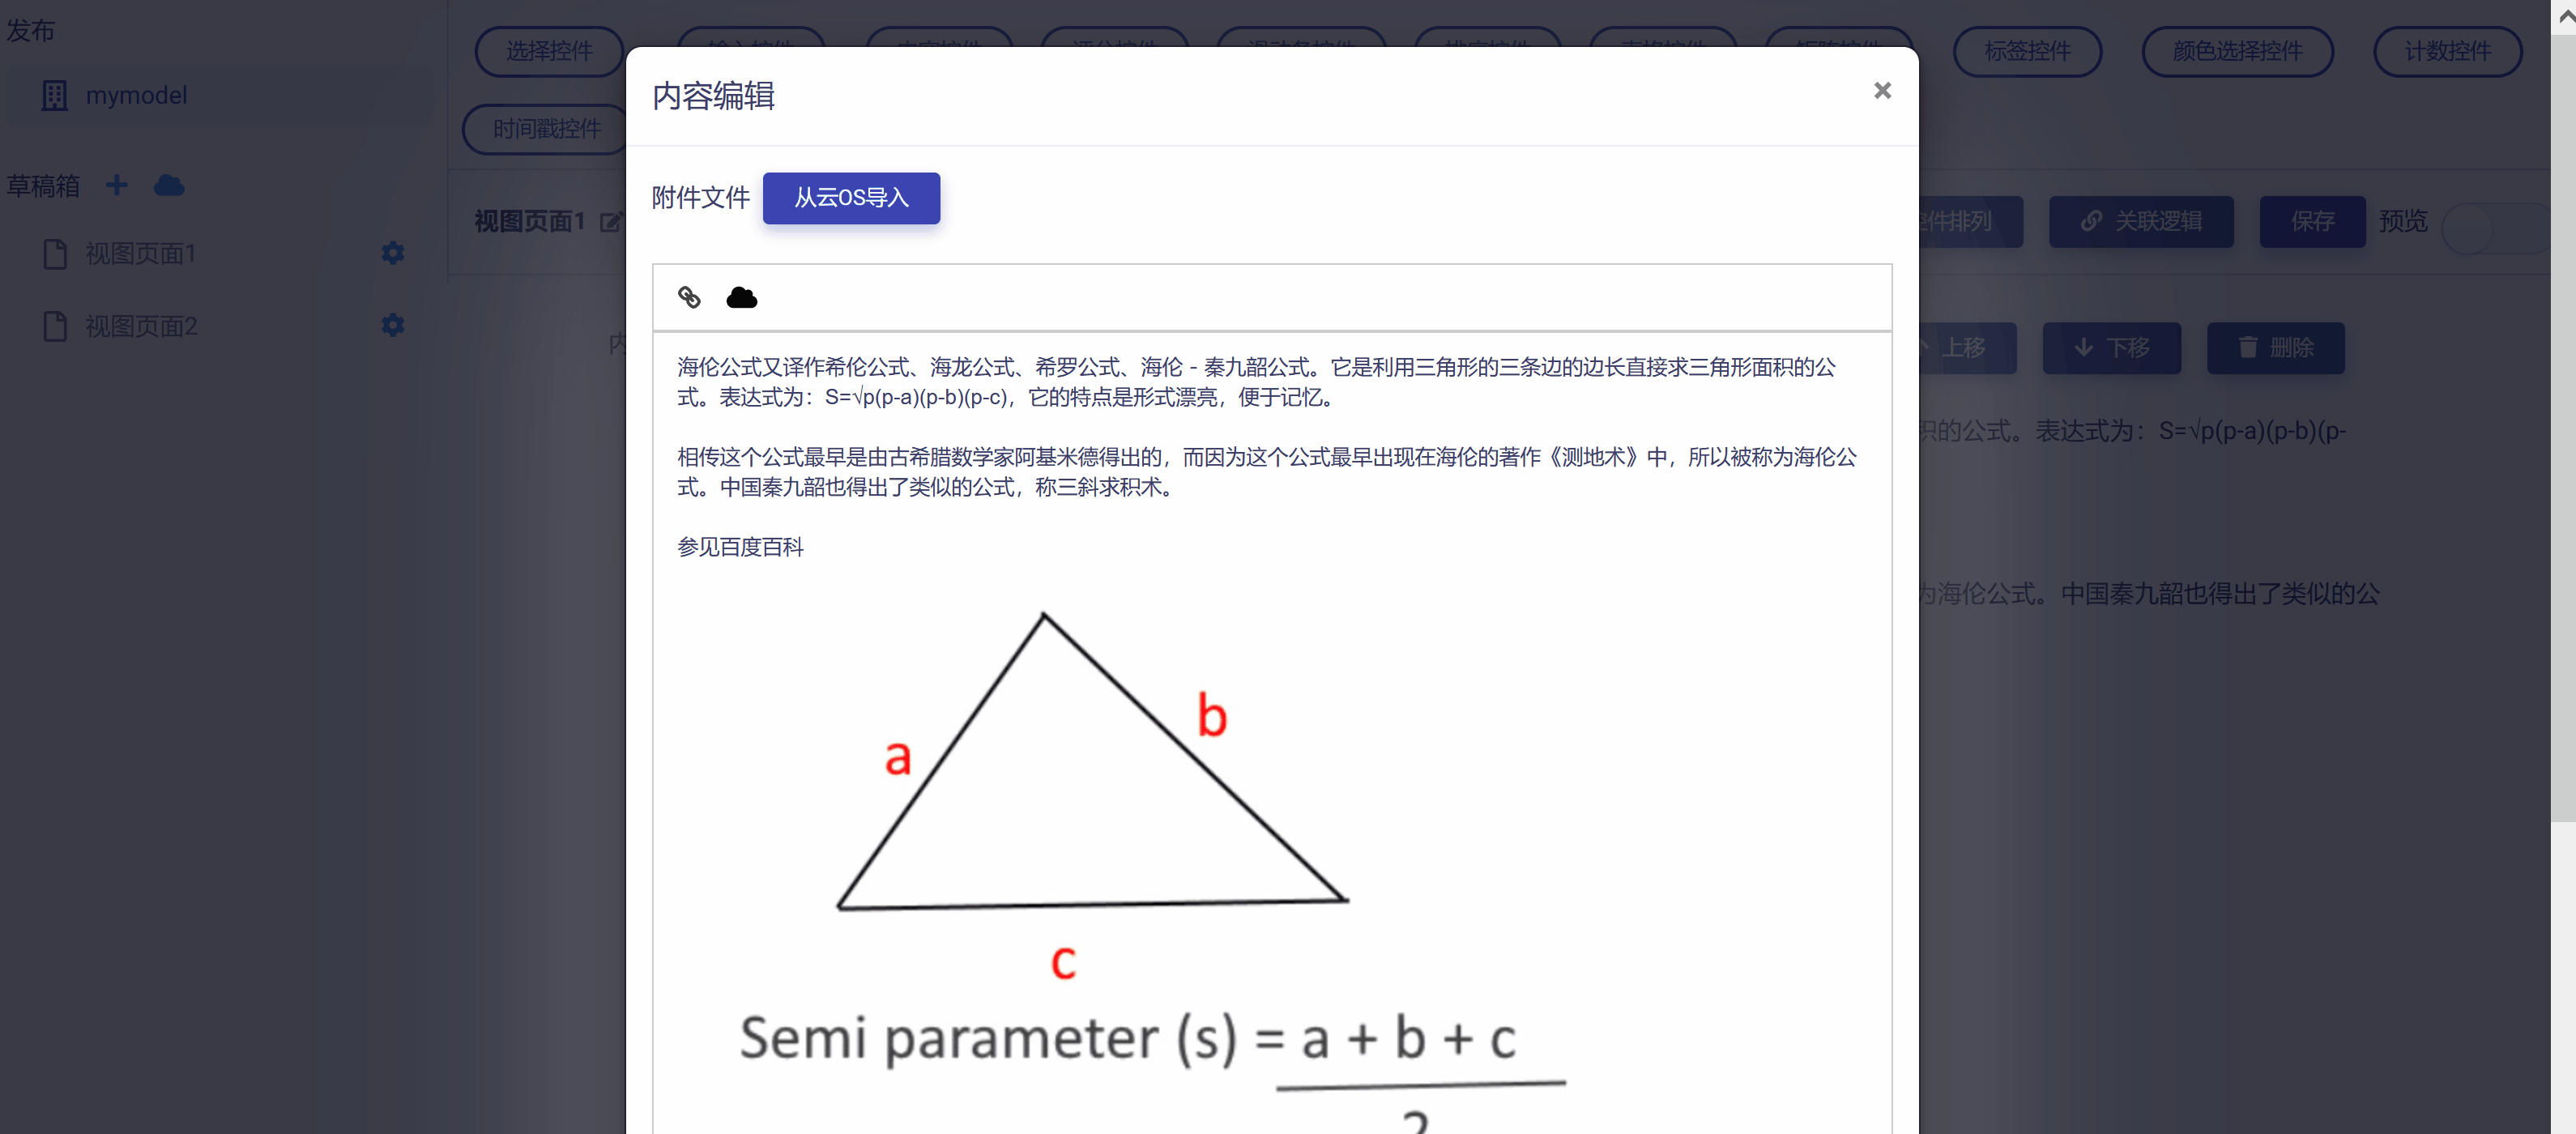 发布
mymodel
草稿箱
视图页面1
视图页面2
选择控件
标签控件 颜色选择控件 计数控件
时间戳控件
视图页面1
控件排列 关联逻辑 保存 预览
上移 下移 删除
积的公式。表达式为：S=√p(p-a)(p-b)(p-
为海伦公式。中国秦九韶也得出了类似的公
内容编辑
×
附件文件 从云OS导入
海伦公式又译作希伦公式、海龙公式、希罗公式、海伦－秦九韶公式。它是利用三角形的三条边的边长直接求三角形面积的公
式。表达式为：S=√p(p-a)(p-b)(p-c)，它的特点是形式漂亮，便于记忆。
相传这个公式最早是由古希腊数学家阿基米德得出的，而因为这个公式最早出现在海伦的著作《测地术》中，所以被称为海伦公
式。中国秦九韶也得出了类似的公式，称三斜求积术。
参见百度百科
a
b
c
Semi parameter (s) = a + b + c
2